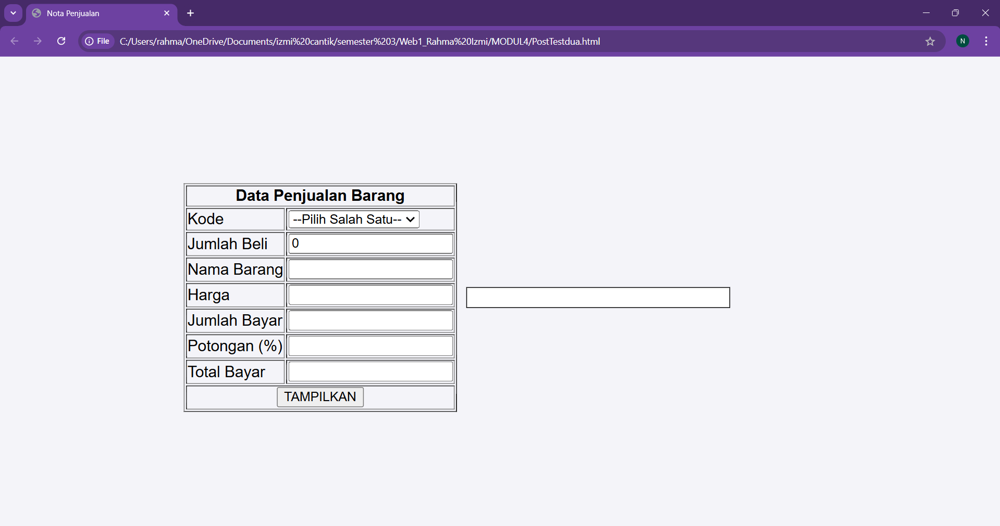 Nota Penjualan
File C:/Users/rahma/OneDrive/Documents/izmi%20cantik/semester%203/Web1_Rahma%20Izmi/MODUL4/PostTestdua.html
N
Data Penjualan Barang
Kode --Pilih Salah Satu--
Jumlah Beli 0
Nama Barang
Harga
Jumlah Bayar
Potongan (%)
Total Bayar
TAMPILKAN